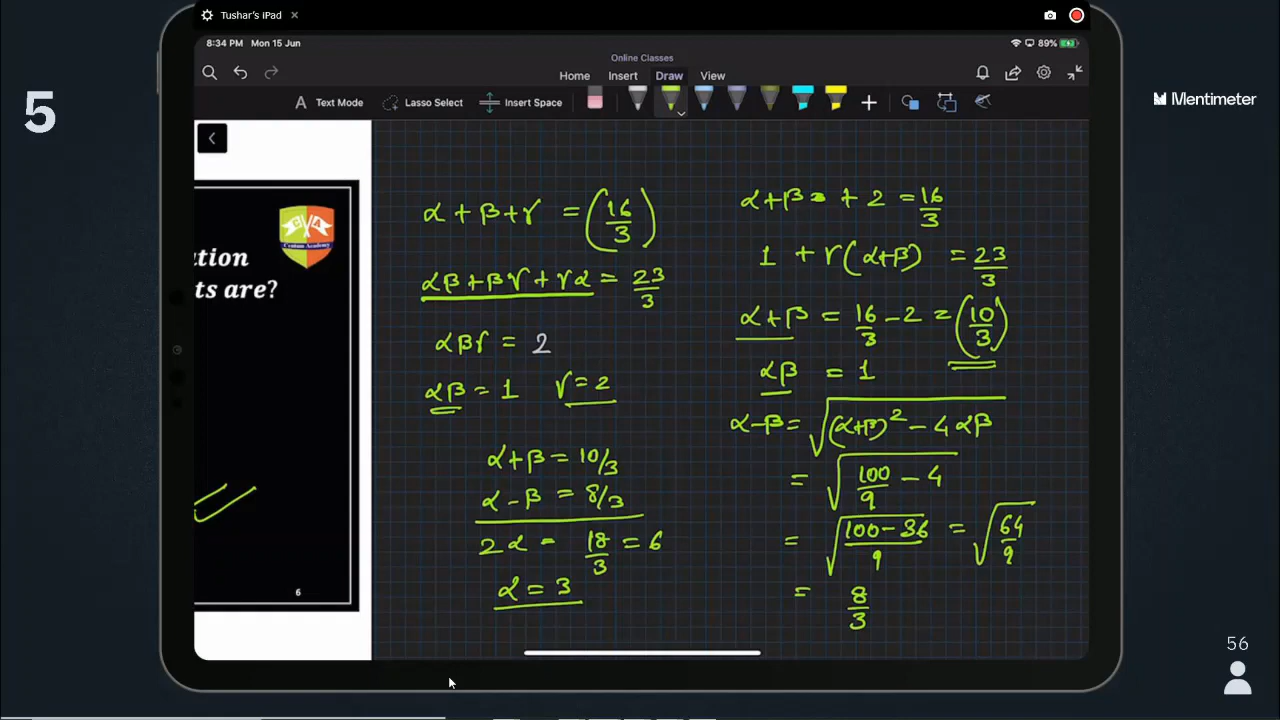 Tushar's iPad ×
8:34 PM Mon 15 Jun
89%
Online Classes
Home Insert Draw View
Text Mode Lasso Select Insert Space
5
Mentimeter
CA
Centum Academy
tion
ts are?
6
α + β + γ = (16/3)
αβ + βγ + γα = 23/3
αβγ = 2
αβ = 1 γ = 2
α + β = 10/3
α - β = 8/3
2α = 18/3 = 6
α = 3
α + β = + 2 = 16/3
1 + γ(α+β) = 23/3
α + β = 16/3 - 2 = (10/3)
αβ = 1
α - β = √((α+β)² - 4αβ)
= √(100/9 - 4)
= √((100 - 36)/9) = √(64/9)
= 8/3
56